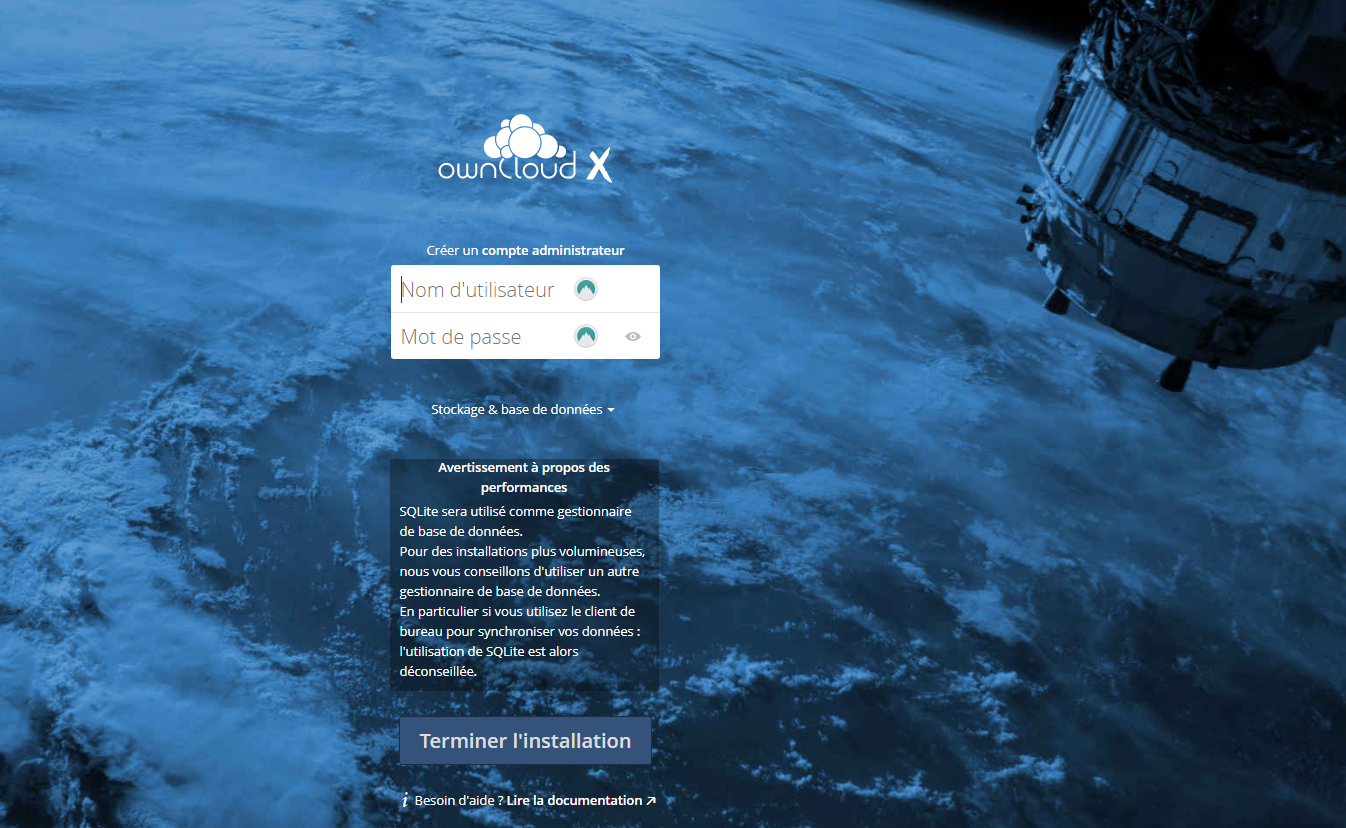 ownCloud X
Créer un compte administrateur
Nom d'utilisateur
Mot de passe
Stockage & base de données
Avertissement à propos des
performances
SQLite sera utilisé comme gestionnaire
de base de données.
Pour des installations plus volumineuses,
nous vous conseillons d'utiliser un autre
gestionnaire de base de données.
En particulier si vous utilisez le client de
bureau pour synchroniser vos données :
l'utilisation de SQLite est alors
déconseillée.
Terminer l'installation
i Besoin d'aide ? Lire la documentation ↗